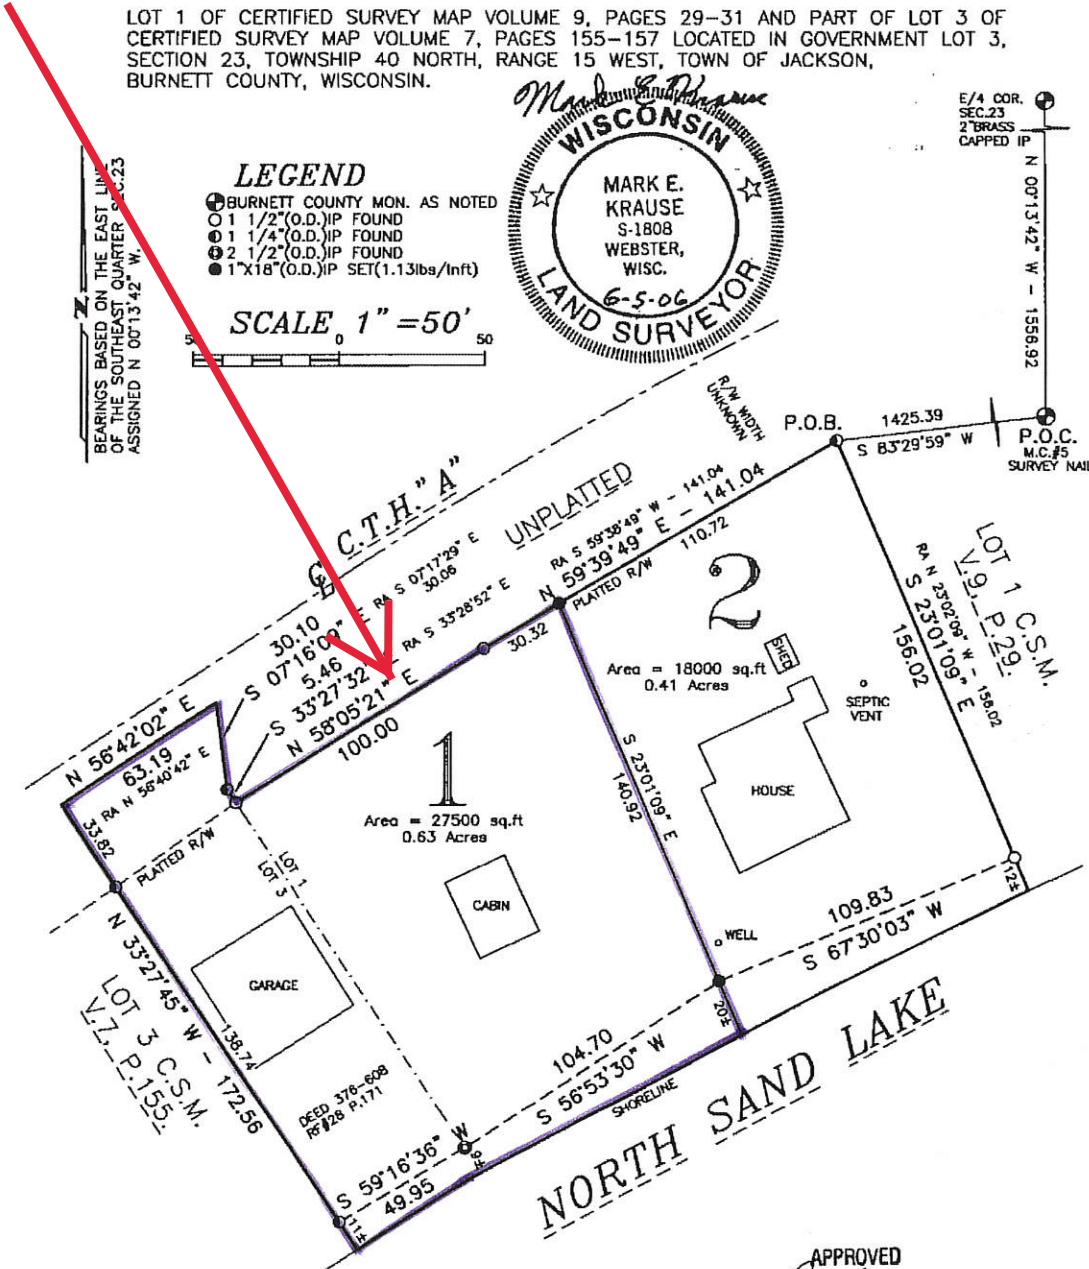 LOT 1 OF CERTIFIED SURVEY MAP VOLUME 9, PAGES 29-31 AND PART OF LOT 3 OF
CERTIFIED SURVEY MAP VOLUME 7, PAGES 155-157 LOCATED IN GOVERNMENT LOT 3,
SECTION 23, TOWNSHIP 40 NORTH, RANGE 15 WEST, TOWN OF JACKSON,
BURNETT COUNTY, WISCONSIN.
E/4 COR.
SEC.23
2"BRASS
CAPPED IP
N 00°13'42" W - 1556.92
WISCONSIN
MARK E.
KRAUSE
S-1808
WEBSTER,
WISC.
6-5-06
LAND SURVEYOR
LEGEND
BURNETT COUNTY MON. AS NOTED
1 1/2"(O.D.)IP FOUND
1 1/4"(O.D.)IP FOUND
2 1/2"(O.D.)IP FOUND
1"X18"(O.D.)IP SET(1.13lbs/lnft)
SCALE 1" =50'
50 0 50
N
BEARINGS BASED ON THE EAST LINE
OF THE SOUTHEAST QUARTER SEC.23
ASSIGNED N 00°13'42" W.
R/W WIDTH
UNKNOWN
P.O.B.
1425.39
S 83°29'59" W
P.O.C.
M.C.#5
SURVEY NAIL
C.T.H. "A"
UNPLATTED
RA S 59°38'49" W - 141.04
N 59°39'49" E - 141.04
110.72
PLATTED R/W
30.10
S 07°16'09" E
RA S 07°17'29" E
30.06
5.46
S 33°27'32"
RA S 33°28'52" E
N 58°05'21" E
100.00
30.32
N 56°42'02" E
63.19
RA N 56°40'42" E
33.82
PLATTED R/W
LOT 1
LOT 3
1
Area = 27500 sq.ft
0.63 Acres
CABIN
GARAGE
2
Area = 18000 sq.ft
0.41 Acres
SHED
SEPTIC
VENT
HOUSE
WELL
S 23°01'09" E
140.92
RA N 23°02'09" W - 156.02
S 23°01'09" E
156.02
LOT 1 C.S.M.
V.9. P.29.
12±
109.83
S 67°30'03" W
20±
104.70
S 56°53'30" W
SHORELINE
N 33°27'45" W - 172.56
138.74
LOT 3 C.S.M.
V.7. P.155.
DEED 376-608
RF#28 P.171
S 59°16'36" W
49.95
11±
9±
NORTH SAND LAKE
APPROVED